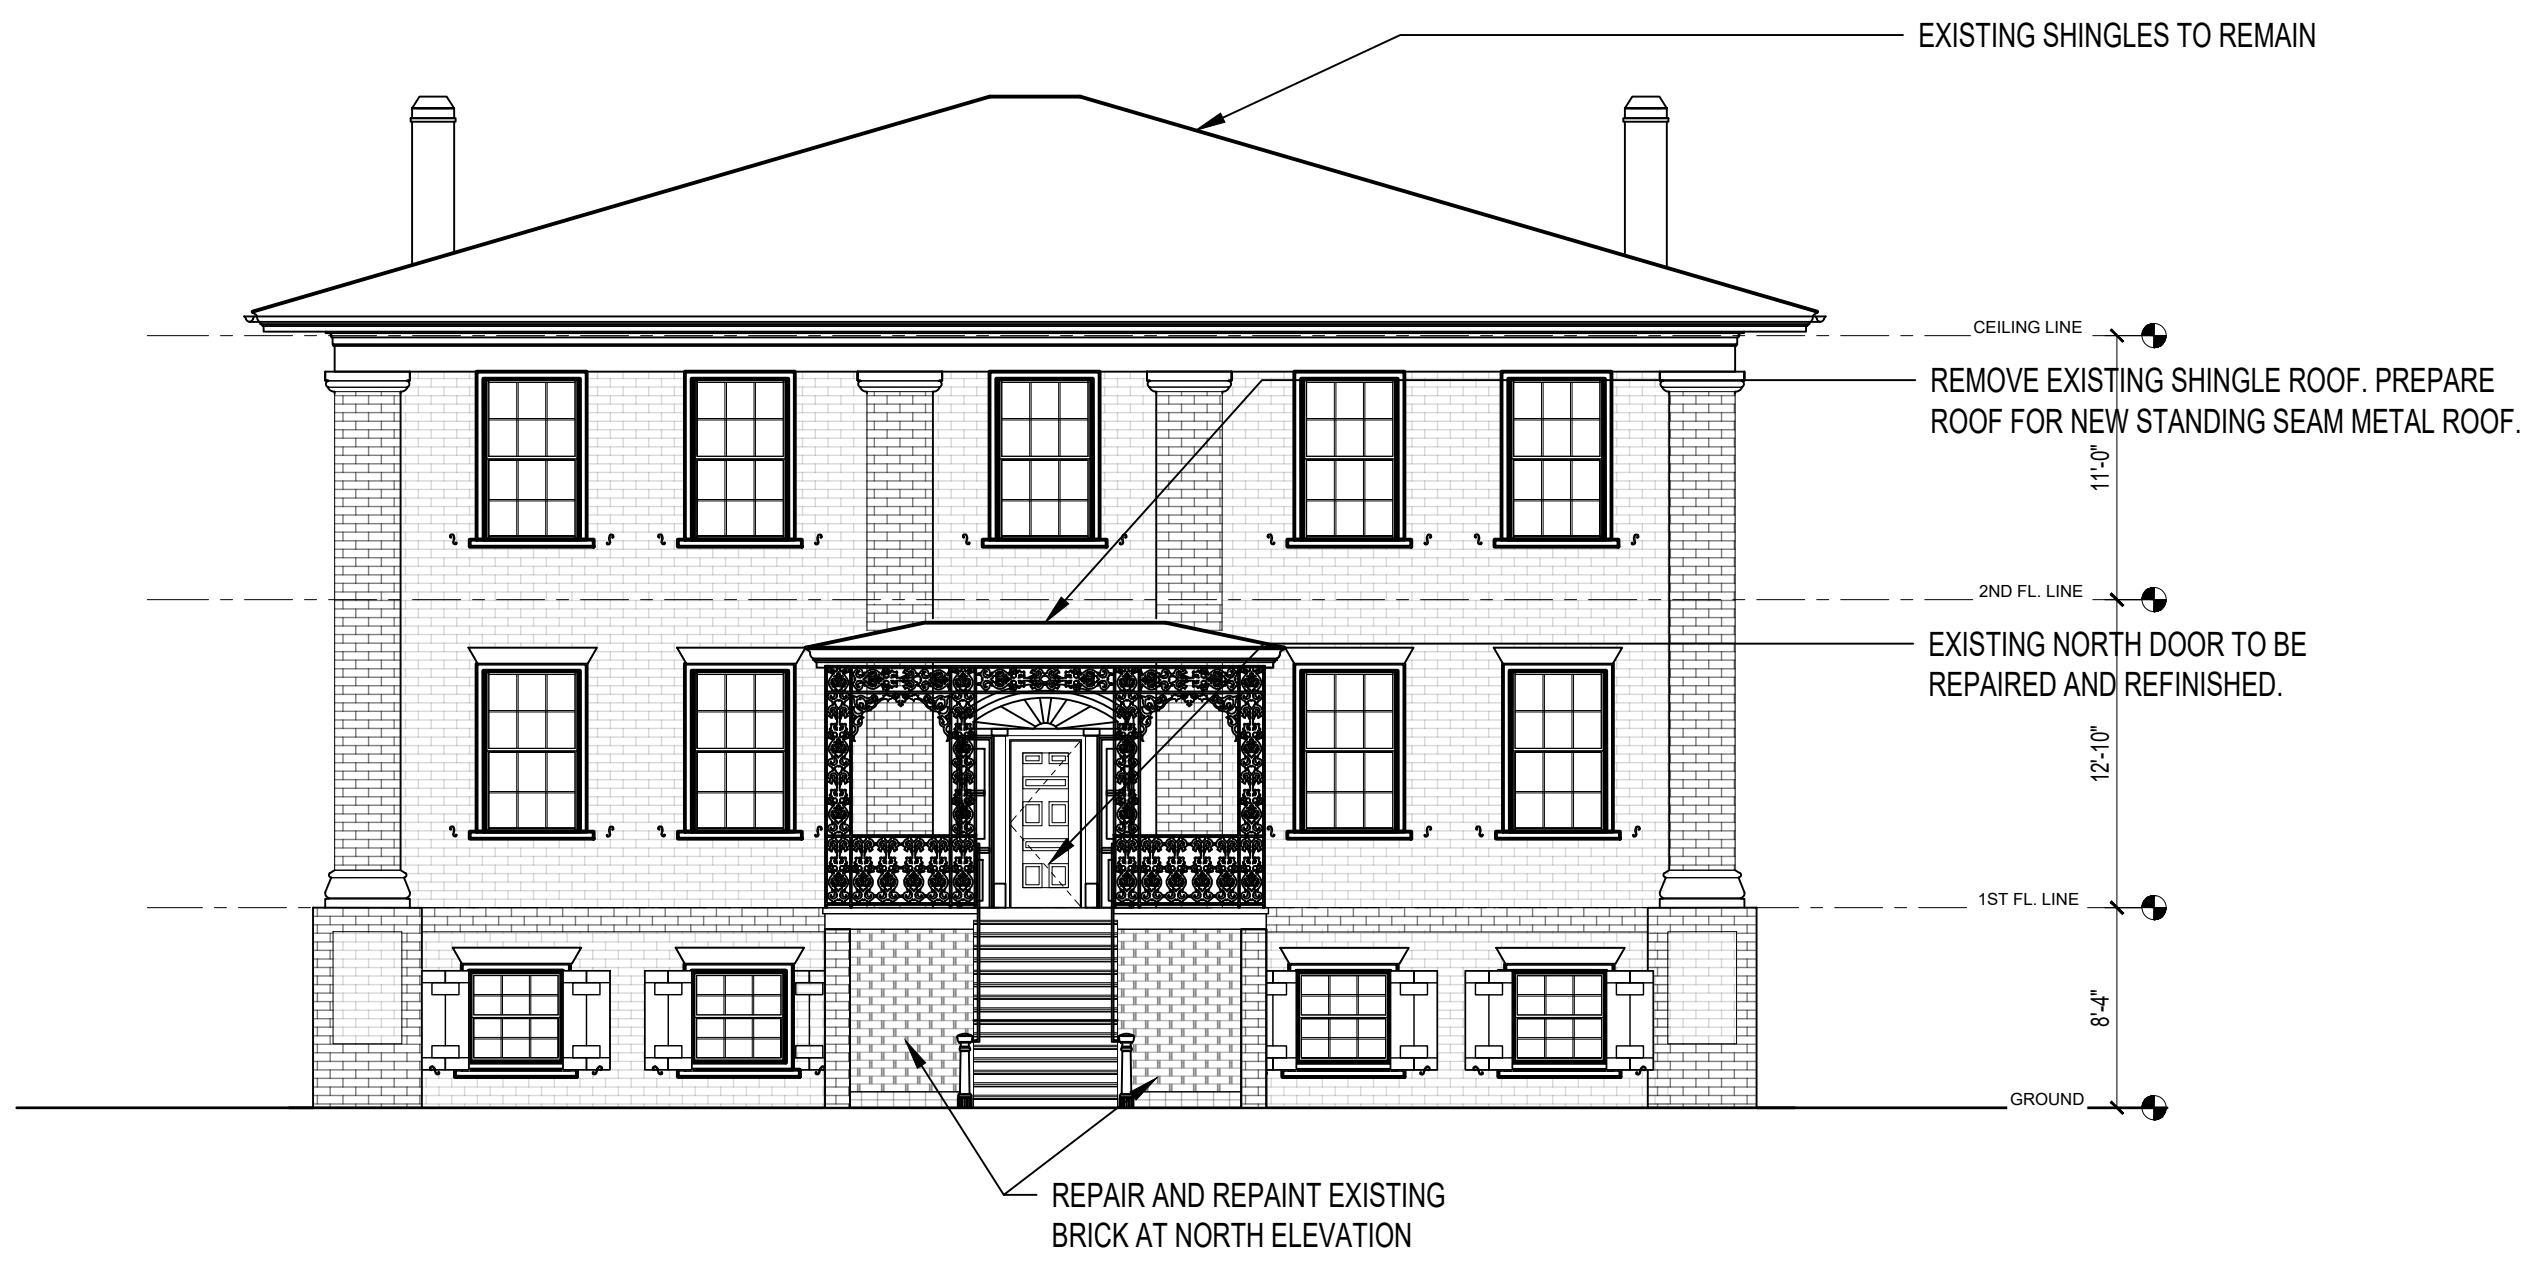 EXISTING SHINGLES TO REMAIN
CEILING LINE
REMOVE EXISTING SHINGLE ROOF. PREPARE
ROOF FOR NEW STANDING SEAM METAL ROOF.
11'-0"
2ND FL. LINE
EXISTING NORTH DOOR TO BE
REPAIRED AND REFINISHED.
12'-10"
1ST FL. LINE
8'-4"
GROUND
REPAIR AND REPAINT EXISTING
BRICK AT NORTH ELEVATION